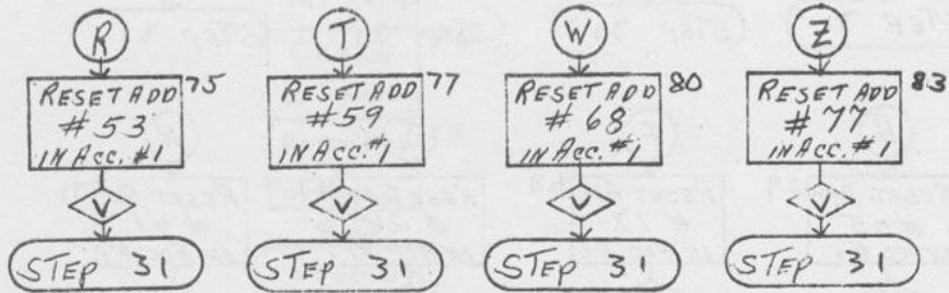 R T W Z
RESET ADD 75 RESET ADD 77 RESET ADD 80 RESET ADD 83
# 53 #59 # 68 # 77
IN ACC. #1 IN ACC. #1 IN ACC. #1 IN ACC. #1
V V V V
STEP 31 STEP 31 STEP 31 STEP 31